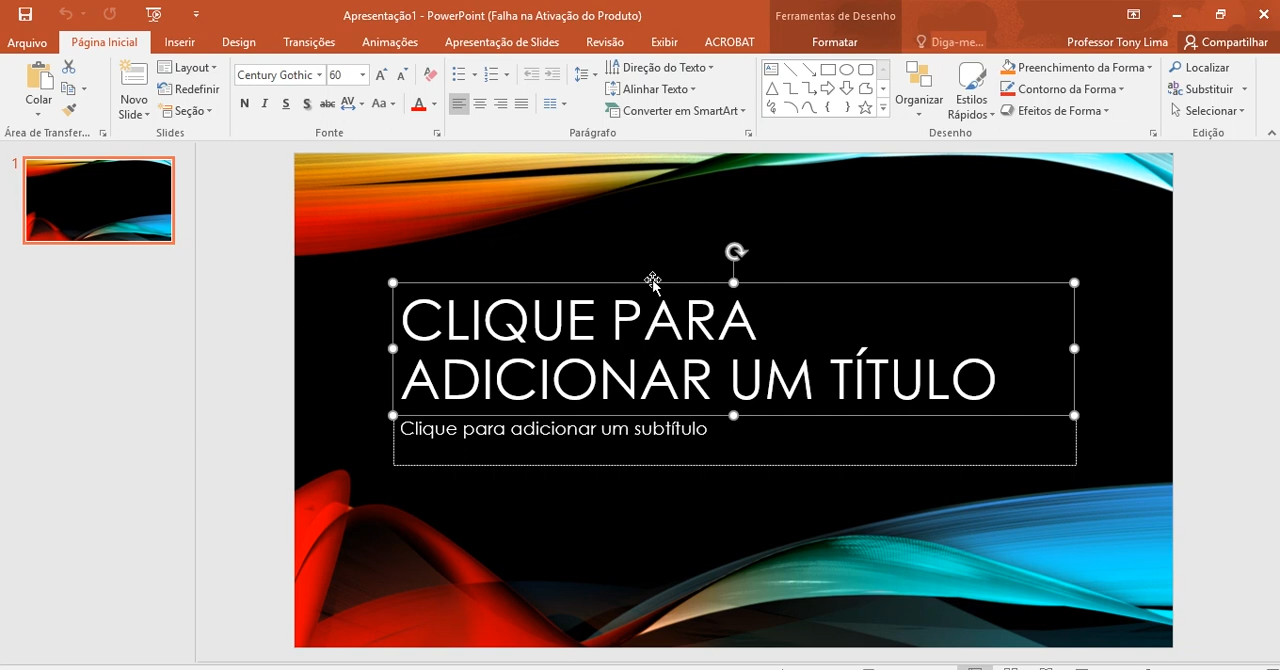 Apresentação1 - PowerPoint (Falha na Ativação do Produto)
Ferramentas de Desenho
Arquivo Página Inicial Inserir Design Transições Animações Apresentação de Slides Revisão Exibir ACROBAT Formatar Diga-me... Professor Tony Lima Compartilhar
Colar
Novo Slide
Layout
Redefinir
Seção
Century Gothic 60
N I S S abc AV Aa A
Direção do Texto
Alinhar Texto
Converter em SmartArt
Organizar
Estilos Rápidos
Preenchimento da Forma
Contorno da Forma
Efeitos de Forma
Localizar
Substituir
Selecionar
Área de Transfer... Slides Fonte Parágrafo Desenho Edição
1
CLIQUE PARA
ADICIONAR UM TÍTULO
Clique para adicionar um subtítulo